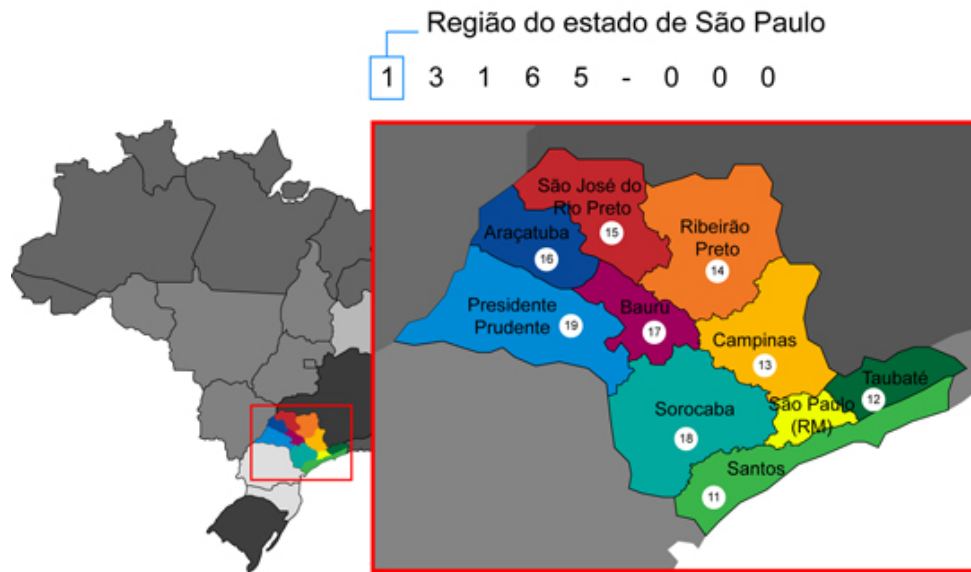 Região do estado de São Paulo
1 3 1 6 5 - 0 0 0
São José do
Rio Preto
15
Ribeirão
Preto
14
Araçatuba
16
Presidente
Prudente
19
Bauru
17
Campinas
13
Taubaté
12
São Paulo
(RM)
Sorocaba
18
Santos
11